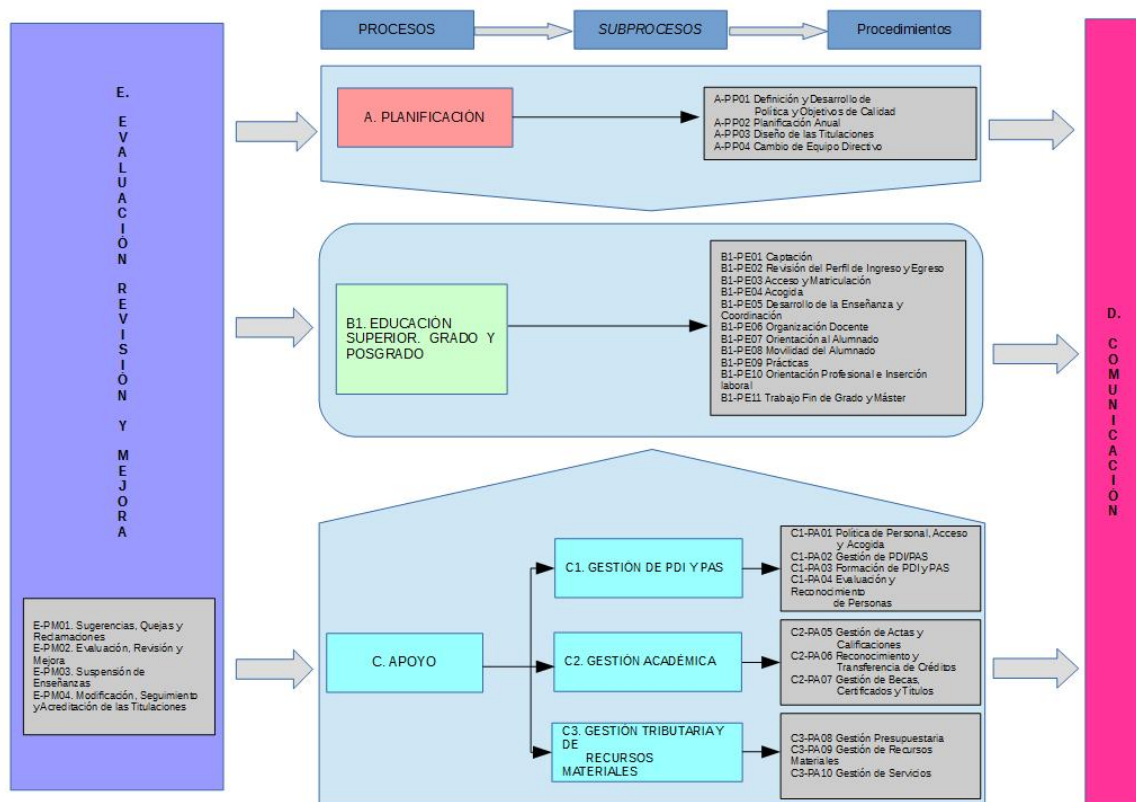 PROCESOS
SUBPROCESOS
Procedimientos
E. EVALUACIÓN REVISIÓN Y MEJORA
E-PM01. Sugerencias, Quejas y
Reclamaciones
E-PM02. Evaluación, Revisión y
Mejora
E-PM03. Suspensión de
Enseñanzas
E-PM04. Modificación, Seguimiento
y Acreditación de las Titulaciones
A. PLANIFICACIÓN
A-PP01 Definición y Desarrollo de
Política y Objetivos de Calidad
A-PP02 Planificación Anual
A-PP03 Diseño de las Titulaciones
A-PP04 Cambio de Equipo Directivo
B1. EDUCACIÓN
SUPERIOR. GRADO Y
POSGRADO
B1-PE01 Captación
B1-PE02 Revisión del Perfil de Ingreso y Egreso
B1-PE03 Acceso y Matriculación
B1-PE04 Acogida
B1-PE05 Desarrollo de la Enseñanza y
Coordinación
B1-PE06 Organización Docente
B1-PE07 Orientación al Alumnado
B1-PE08 Movilidad del Alumnado
B1-PE09 Prácticas
B1-PE10 Orientación Profesional e Inserción
laboral
B1-PE11 Trabajo Fin de Grado y Máster
C. APOYO
C1. GESTIÓN DE PDI Y PAS
C1-PA01 Política de Personal, Acceso
y Acogida
C1-PA02 Gestión de PDI/PAS
C1-PA03 Formación de PDI y PAS
C1-PA04 Evaluación y
Reconocimiento
de Personas
C2. GESTIÓN ACADÉMICA
C2-PA05 Gestión de Actas y
Calificaciones
C2-PA06 Reconocimiento y
Transferencia de Créditos
C2-PA07 Gestión de Becas,
Certificados y Títulos
C3. GESTIÓN TRIBUTARIA Y
DE
RECURSOS
MATERIALES
C3-PA08 Gestión Presupuestaria
C3-PA09 Gestión de Recursos
Materiales
C3-PA10 Gestión de Servicios
D. COMUNICACIÓN